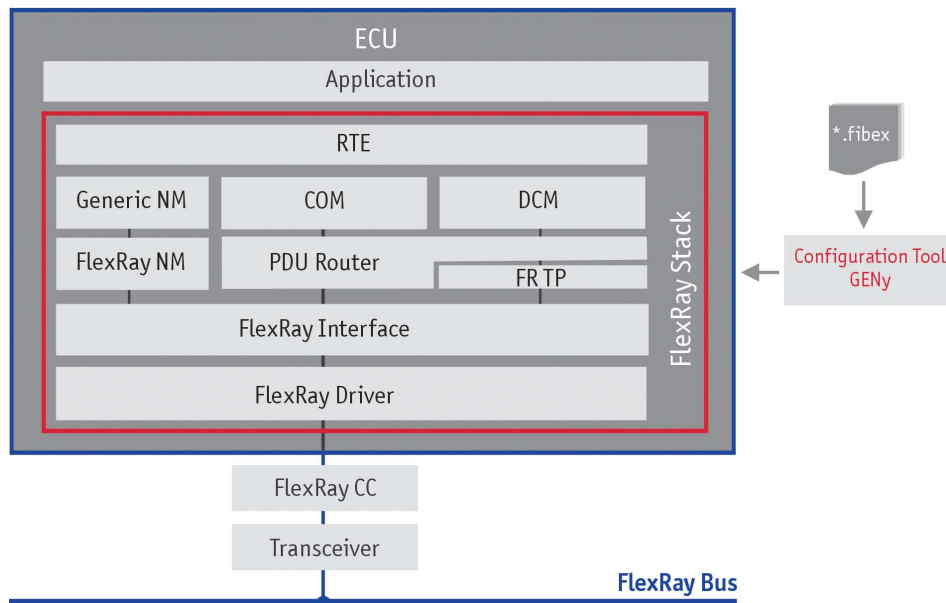 ECU
Application
RTE
Generic NM
COM
DCM
FlexRay NM
PDU Router
FR TP
FlexRay Interface
FlexRay Driver
FlexRay Stack
*.fibex
Configuration Tool
GENy
FlexRay CC
Transceiver
FlexRay Bus